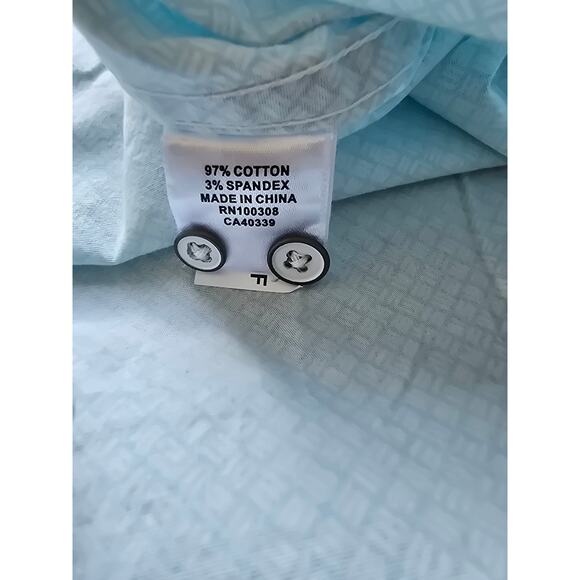 97% COTTON
3% SPANDEX
MADE IN CHINA
RN100308
CA40339
F